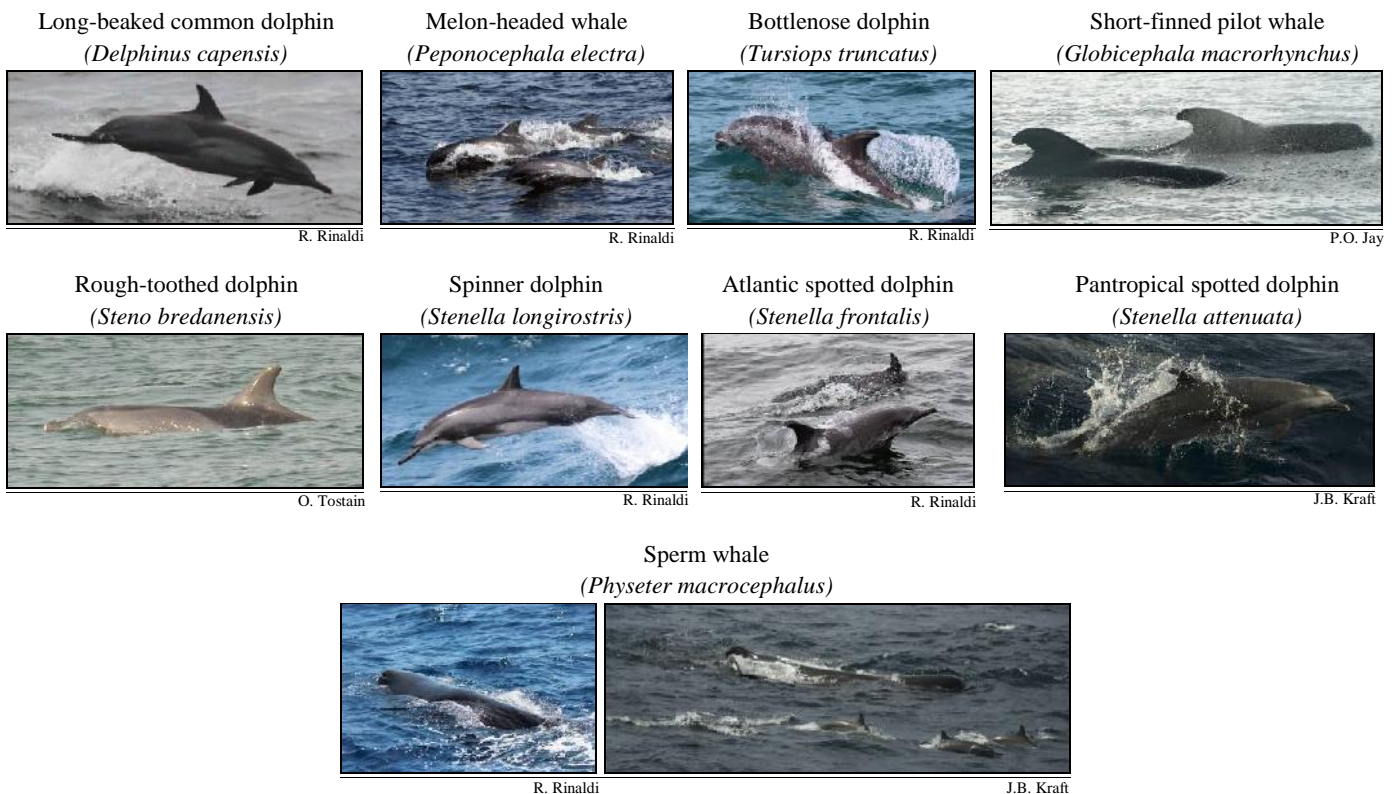 Long-beaked common dolphin
(Delphinus capensis)
Melon-headed whale
(Peponocephala electra)
Bottlenose dolphin
(Tursiops truncatus)
Short-finned pilot whale
(Globicephala macrorhynchus)
R. Rinaldi
R. Rinaldi
R. Rinaldi
P.O. Jay
Rough-toothed dolphin
(Steno bredanensis)
Spinner dolphin
(Stenella longirostris)
Atlantic spotted dolphin
(Stenella frontalis)
Pantropical spotted dolphin
(Stenella attenuata)
O. Tostain
R. Rinaldi
R. Rinaldi
J.B. Kraft
Sperm whale
(Physeter macrocephalus)
R. Rinaldi
J.B. Kraft